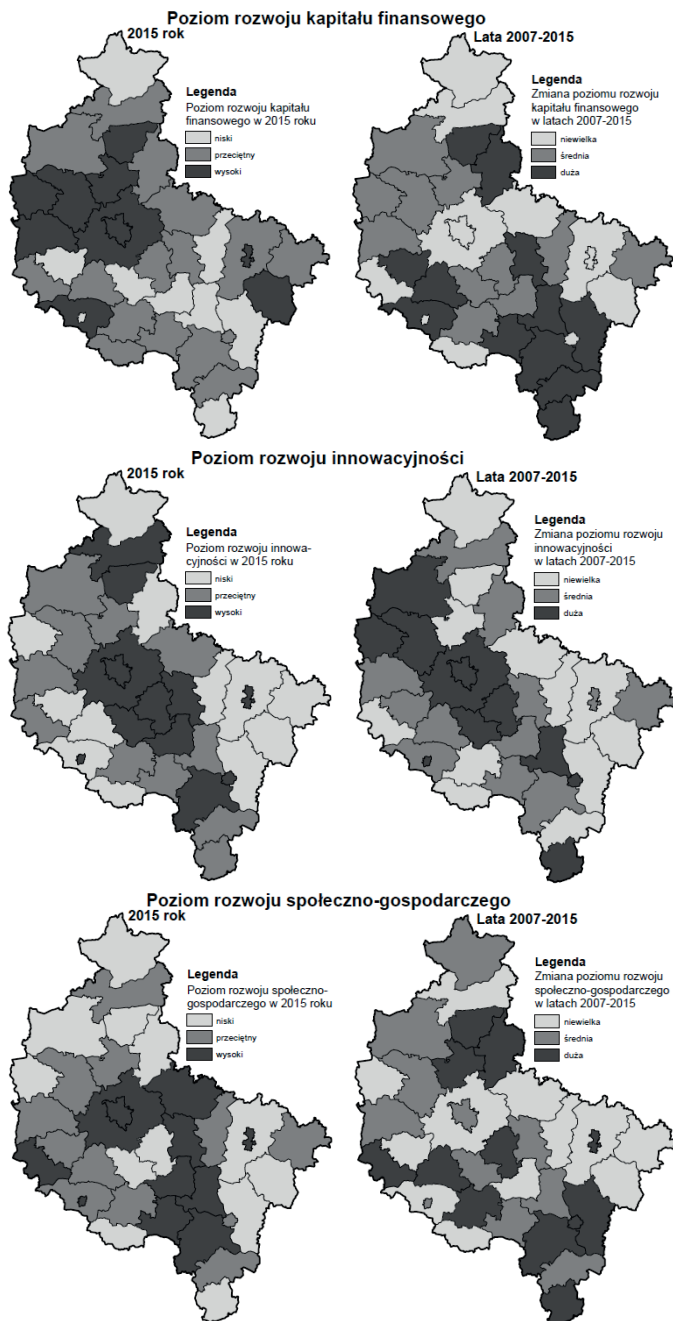 Poziom rozwoju kapitału finansowego
2015 rok
Legenda
Poziom rozwoju kapitału
finansowego w 2015 roku
niski
przeciętny
wysoki
Lata 2007-2015
Legenda
Zmiana poziomu rozwoju
kapitału finansowego
w latach 2007-2015
niewielka
średnia
duża
Poziom rozwoju innowacyjności
2015 rok
Legenda
Poziom rozwoju innowa-
cyjności w 2015 roku
niski
przeciętny
wysoki
Lata 2007-2015
Legenda
Zmiana poziomu rozwoju
innowacyjności
w latach 2007-2015
niewielka
średnia
duża
Poziom rozwoju społeczno-gospodarczego
2015 rok
Legenda
Poziom rozwoju społeczno-
gospodarczego w 2015 roku
niski
przeciętny
wysoki
Lata 2007-2015
Legenda
Zmiana poziomu rozwoju
społeczno-gospodarczego
w latach 2007-2015
niewielka
średnia
duża